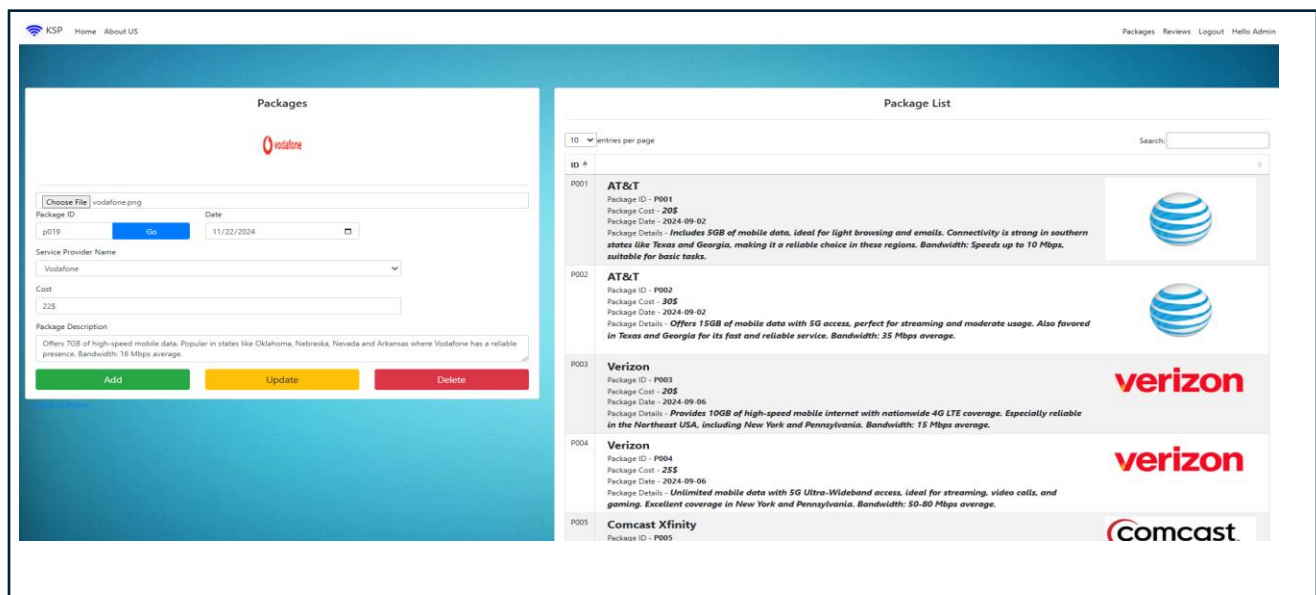 KSP Home About US
Packages Reviews Logout Hello Admin
Packages
vodafone
Choose File vodafone.png
Package ID
Date
p019
Go
11/22/2024
Service Provider Name
Vodafone
Cost
22$
Package Description
Offers 7GB of high-speed mobile data. Popular in states like Oklahoma, Nebraska, Nevada and Arkansas where Vodafone has a reliable
presence. Bandwidth: 16 Mbps average.
Add
Update
Delete
Package List
10 entries per page
Search:
ID
P001
AT&T
Package ID - P001
Package Cost - 20$
Package Date - 2024-09-02
Package Details - Includes 5GB of mobile data, ideal for light browsing and emails. Connectivity is strong in southern
states like Texas and Georgia, making it a reliable choice in these regions. Bandwidth: Speeds up to 10 Mbps,
suitable for basic tasks.
P002
AT&T
Package ID - P002
Package Cost - 30$
Package Date - 2024-09-02
Package Details - Offers 15GB of mobile data with 5G access, perfect for streaming and moderate usage. Also favored
in Texas and Georgia for its fast and reliable service. Bandwidth: 35 Mbps average.
P003
Verizon
Package ID - P003
Package Cost - 20$
Package Date - 2024-09-06
Package Details - Provides 10GB of high-speed mobile internet with nationwide 4G LTE coverage. Especially reliable
in the Northeast USA, including New York and Pennsylvania. Bandwidth: 15 Mbps average.
verizon
P004
Verizon
Package ID - P004
Package Cost - 25$
Package Date - 2024-09-06
Package Details - Unlimited mobile data with 5G Ultra-Wideband access, ideal for streaming, video calls, and
gaming. Excellent coverage in New York and Pennsylvania. Bandwidth: 50-80 Mbps average.
verizon
P005
Comcast Xfinity
Package ID - P005
comcast.